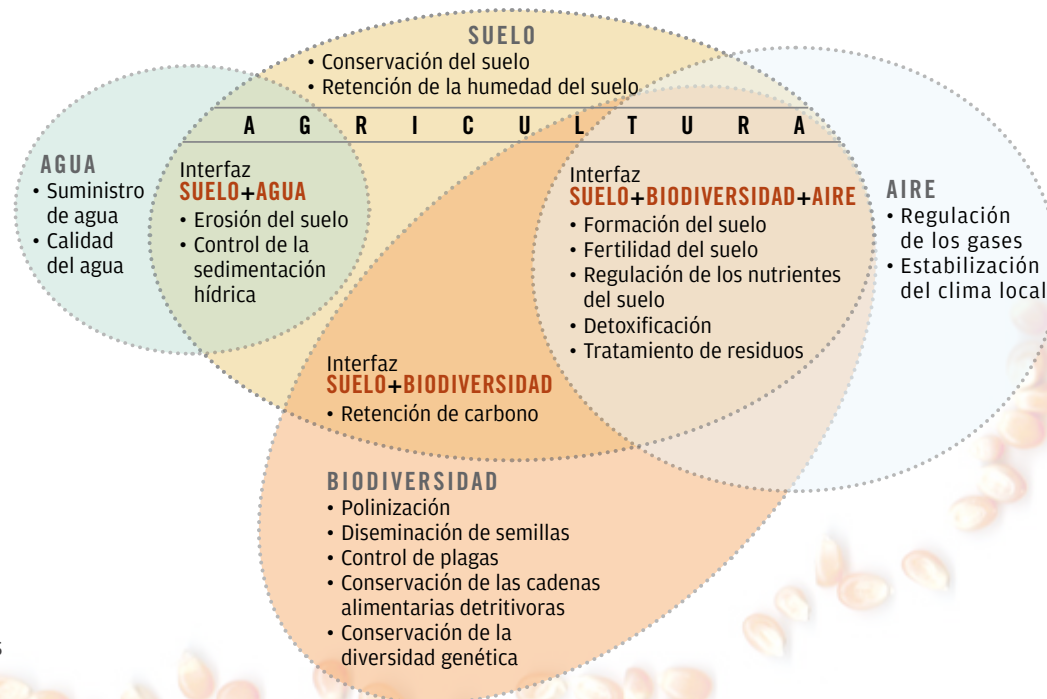 SUELO
• Conservación del suelo
• Retención de la humedad del suelo
A G R I C U L T U R A
AGUA
• Suministro
de agua
• Calidad
del agua
Interfaz
SUELO+AGUA
• Erosión del suelo
• Control de la
sedimentación
hídrica
Interfaz
SUELO+BIODIVERSIDAD+AIRE
• Formación del suelo
• Fertilidad del suelo
• Regulación de los nutrientes
del suelo
• Detoxificación
• Tratamiento de residuos
AIRE
• Regulación
de los gases
• Estabilización
del clima local
Interfaz
SUELO+BIODIVERSIDAD
• Retención de carbono
BIODIVERSIDAD
• Polinización
• Diseminación de semillas
• Control de plagas
• Conservación de las cadenas
alimentarias detritivoras
• Conservación de la
diversidad genética